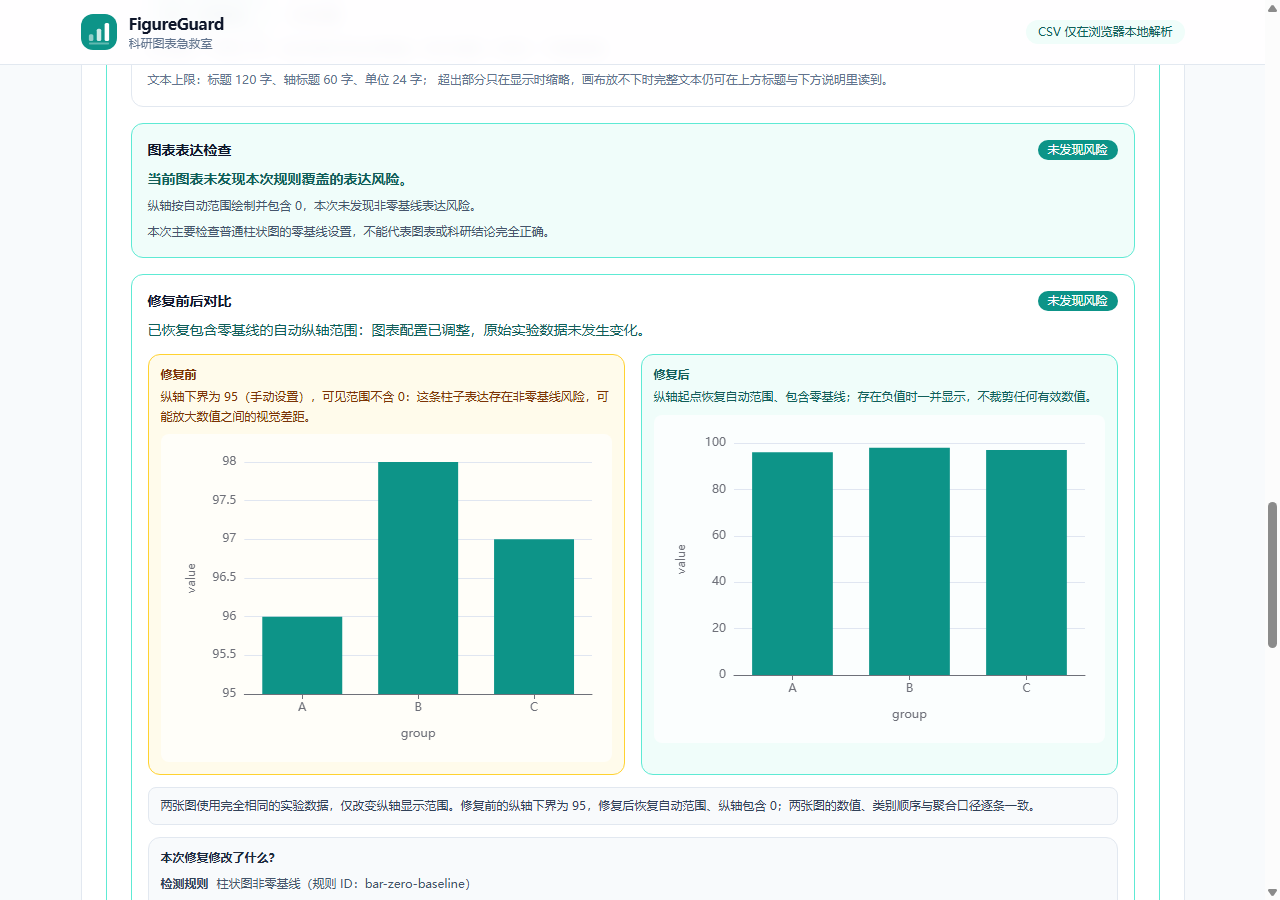 FigureGuard
科研图表急救室
CSV 仅在浏览器本地解析
文本上限：标题 120 字、轴标题 60 字、单位 24 字； 超出部分只在显示时缩略，画布放不下时完整文本仍可在上方标题与下方说明里读到。
图表表达检查
未发现风险
当前图表未发现本次规则覆盖的表达风险。
纵轴按自动范围绘制并包含 0，本次未发现非零基线表达风险。
本次主要检查普通柱状图的零基线设置，不能代表图表或科研结论完全正确。
修复前后对比
未发现风险
已恢复包含零基线的自动纵轴范围：图表配置已调整，原始实验数据未发生变化。
修复前
纵轴下界为 95（手动设置），可见范围不含 0：这条柱子表达存在非零基线风险，可
能放大数值之间的视觉差距。
98
97.5
97
96.5
96
95.5
95
value
A
B
C
group
修复后
纵轴起点恢复自动范围、包含零基线；存在负值时一并显示，不裁剪任何有效数值。
100
80
60
40
20
0
value
A
B
C
group
两张图使用完全相同的实验数据，仅改变纵轴显示范围。修复前的纵轴下界为 95，修复后恢复自动范围、纵轴包含 0；两张图的数值、类别顺序与聚合口径逐条一致。
本次修复修改了什么？
检测规则 柱状图非零基线（规则 ID：bar-zero-baseline）